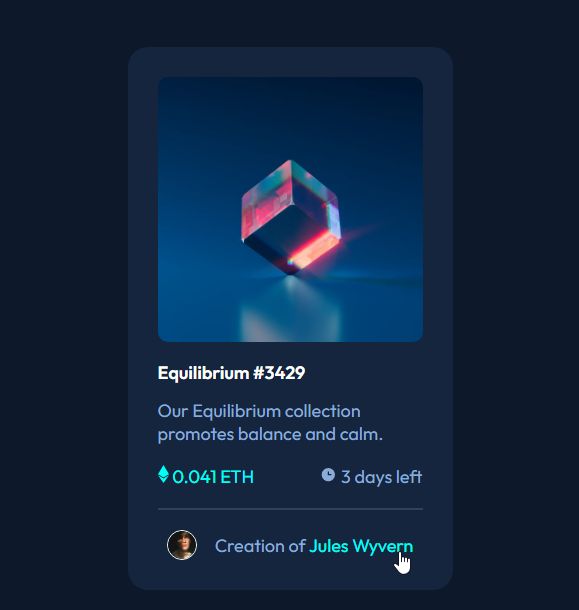 Equilibrium #3429
Our Equilibrium collection
promotes balance and calm.
0.041 ETH
3 days left
Creation of Jules Wyvern